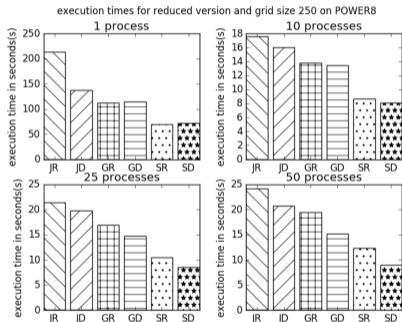 execution times for reduced version and grid size 250 on POWER8
1 process
execution time in seconds(s)
250
200
150
100
50
0
JR JD GR GD SR SD
10 processes
execution time in seconds(s)
18
16
14
12
10
8
6
4
2
0
JR JD GR GD SR SD
25 processes
execution time in seconds(s)
25
20
15
10
5
0
JR JD GR GD SR SD
50 processes
execution time in seconds(s)
25
20
15
10
5
0
JR JD GR GD SR SD